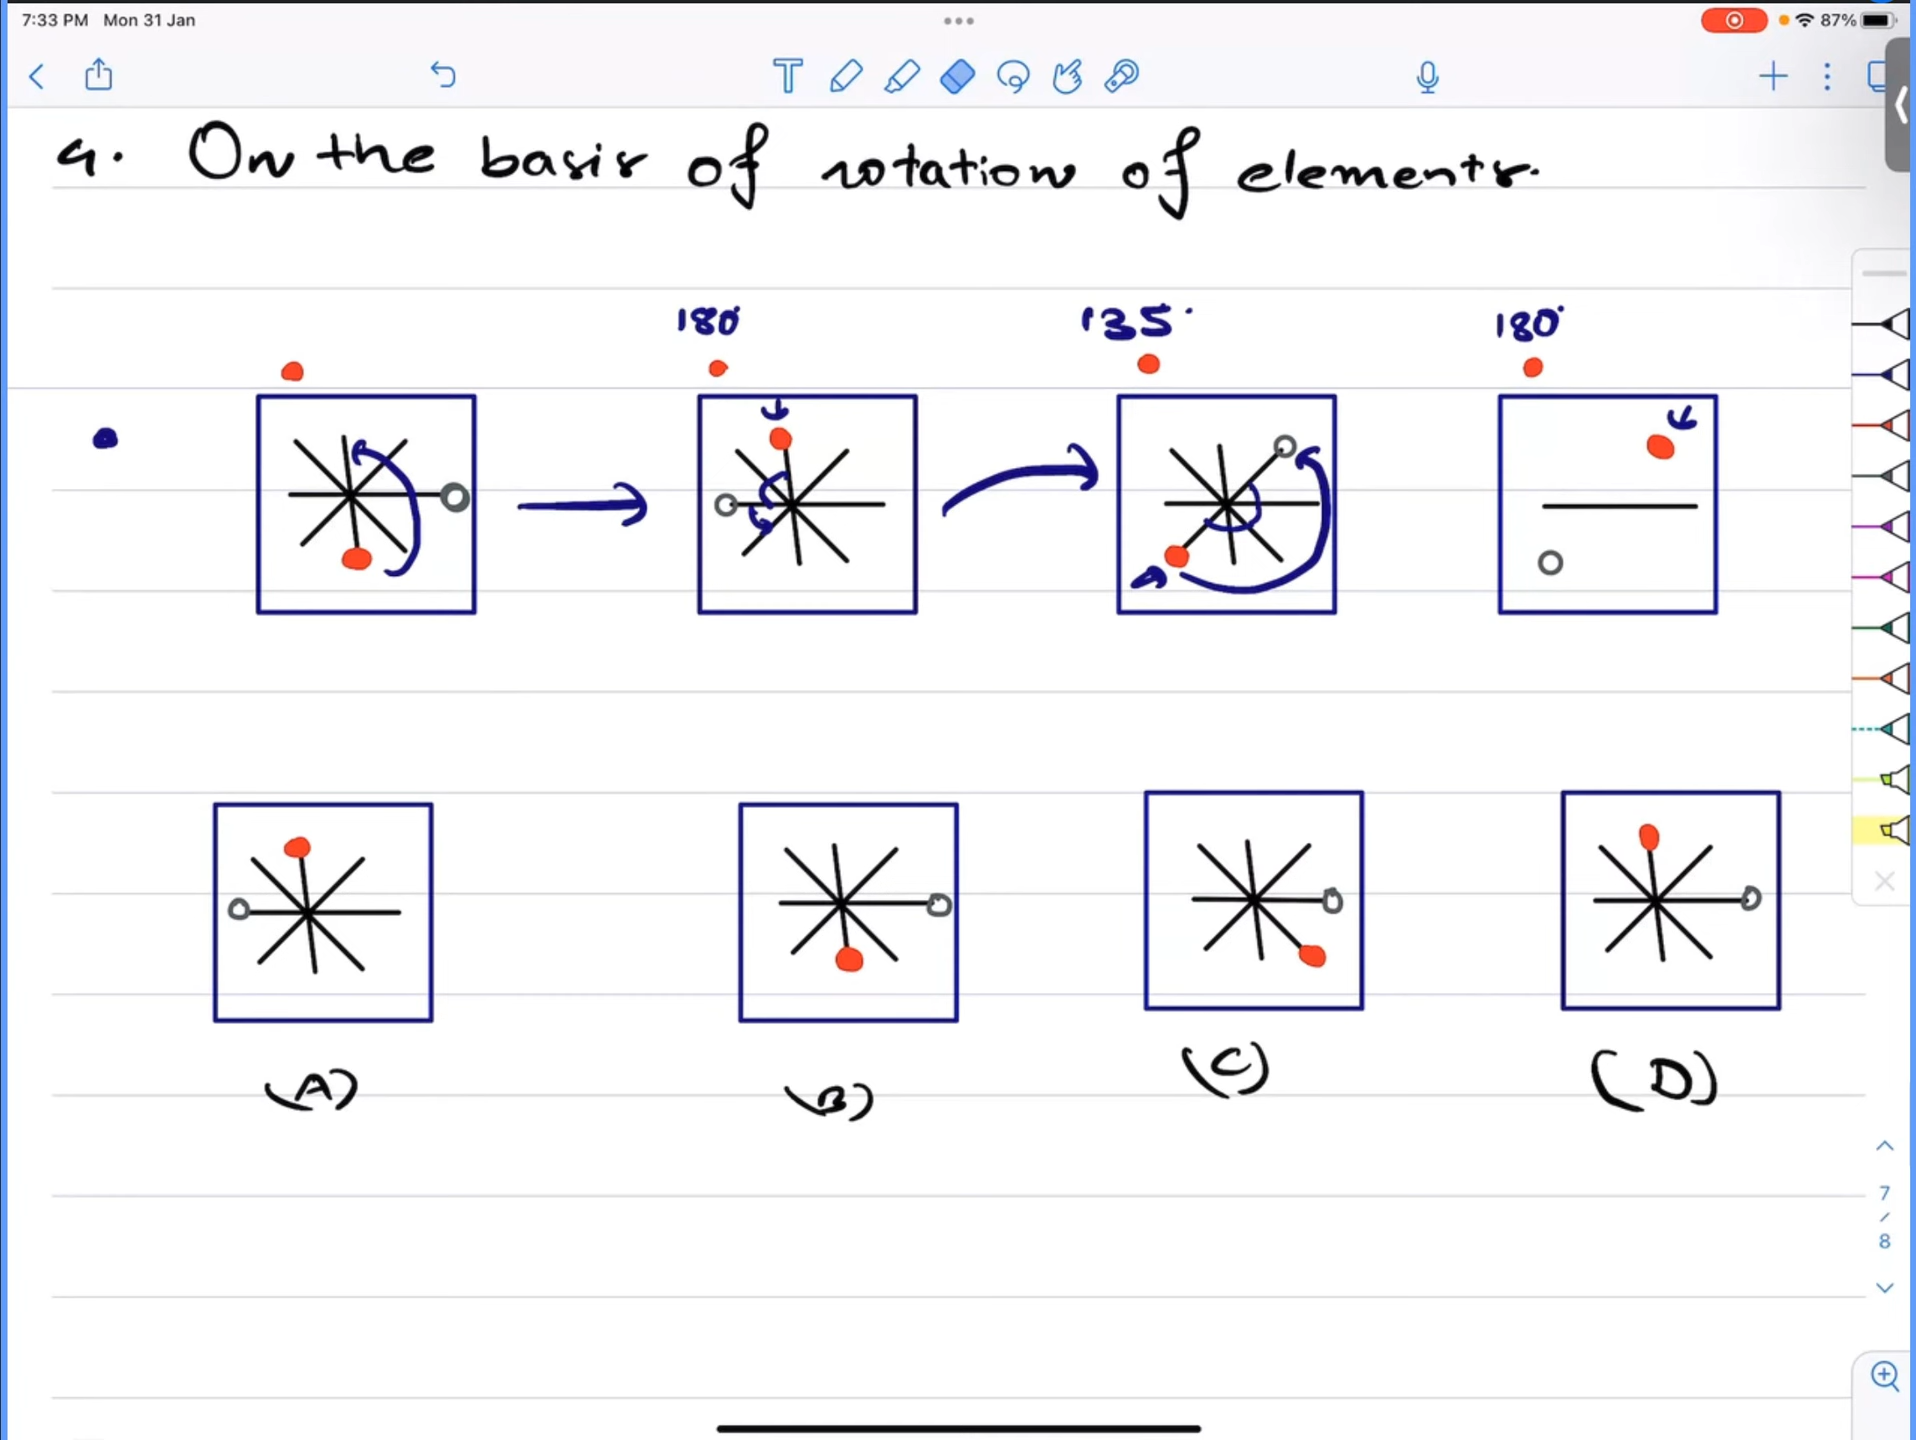 7:33 PM Mon 31 Jan
87%
4. On the basis of rotation of elements.
180° 135° 180°
(A) (B) (C) (D)
7
/
8